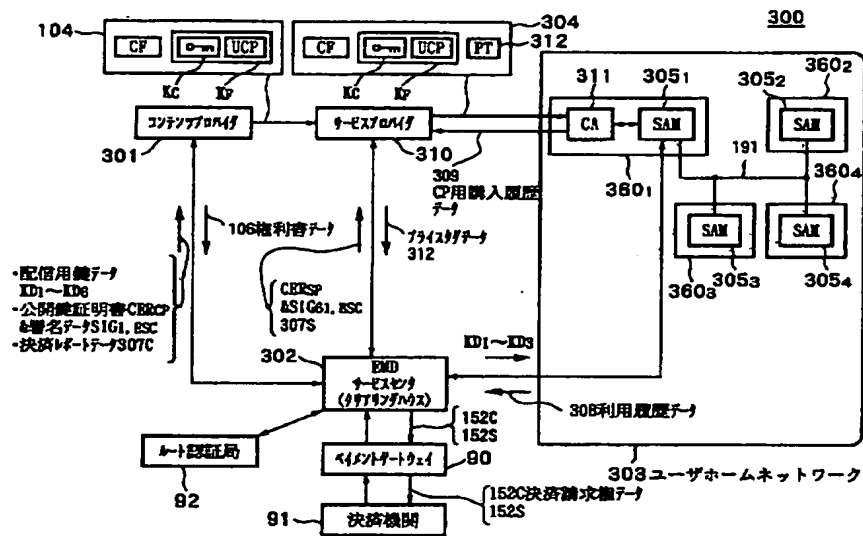 300
104
CF
UCP
KC
KF
304
CF
UCP
PT
312
KC
KF
コンテンツプロバイダ
301
サービスプロバイダ
310
311
305₁
CA
SAM
360₁
305₂
360₂
SAM
191
360₄
SAM
305₃
360₃
SAM
305₄
309
CP用購入履歴
データ
106権利書データ
プライスタグデータ
312
・配信用鍵データ
KD₁~KD₆
・公開鍵証明書CERCP
&署名データSIG1,ESC
・決済レポートデータ307C
CERSP
&SIG61,ESC
307S
302
EMD
サービスセンタ
(クリアリングハウス)
KD₁~KD₃
308利用履歴データ
152C
152S
ルート認証局
92
ペイメントゲートウェイ
90
303ユーザホームネットワーク
152C決済請求権データ
152S
91
決済機関